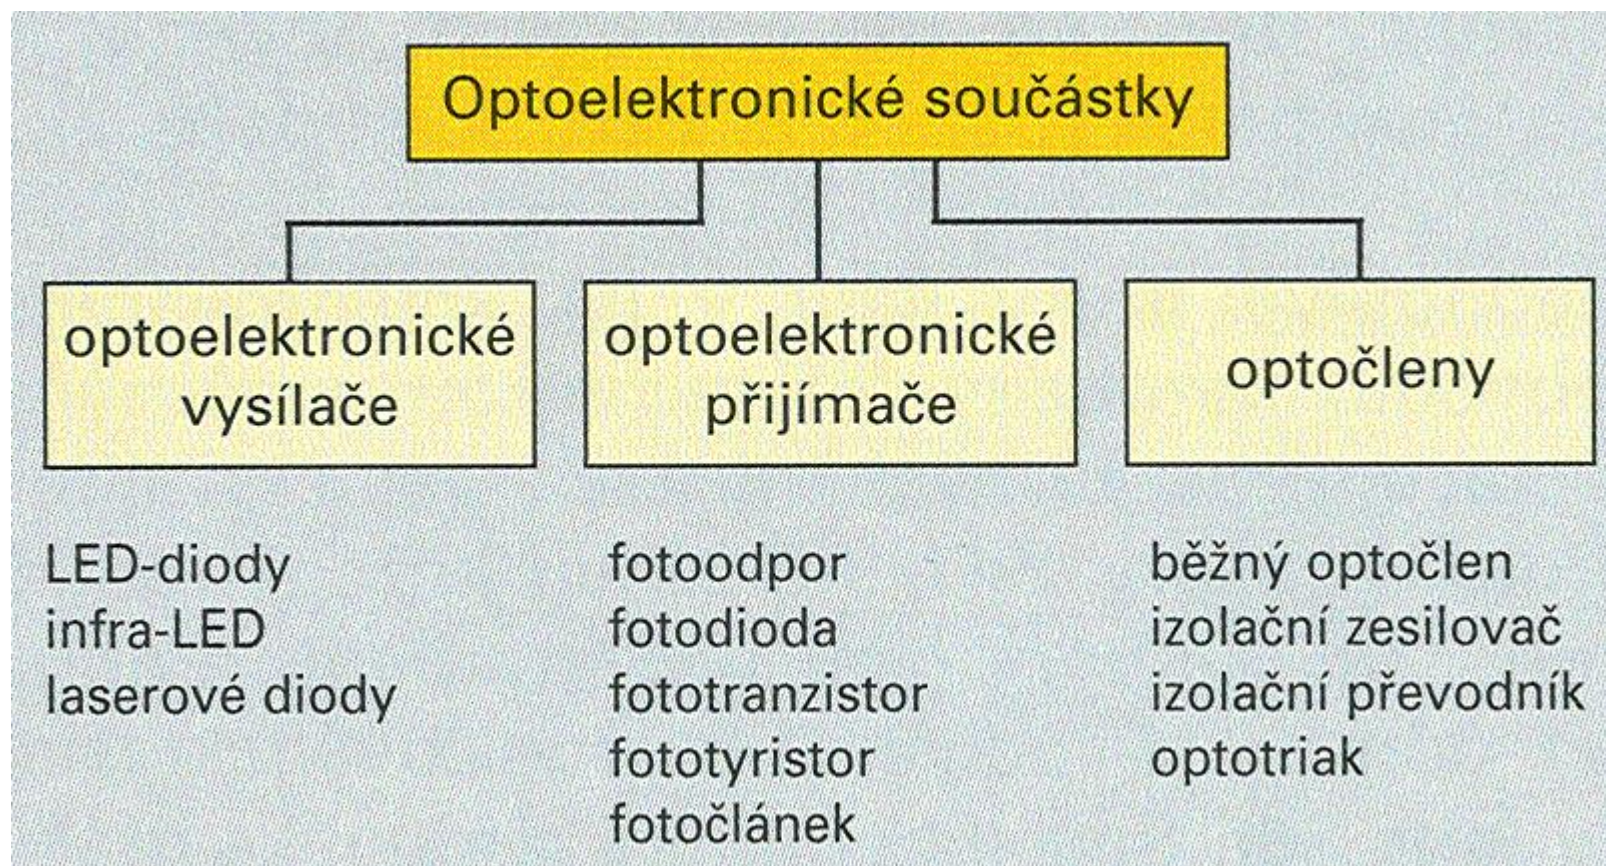 Optoelektronické součástky
optoelektronické
vysílače
optoelektronické
přijímače
optočleny
LED-diody
infra-LED
laserové diody
fotoodpor
fotodioda
fototranzistor
fototyristor
fotočlánek
běžný optočlen
izolační zesilovač
izolační převodník
optotriak